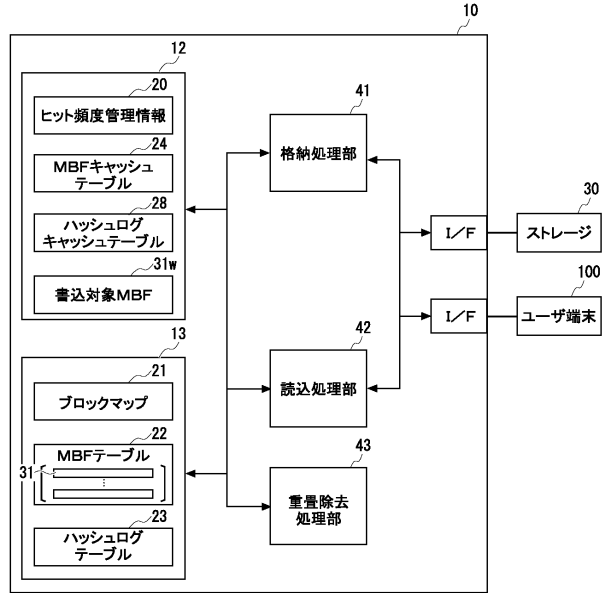 10
12
20
ヒット頻度管理情報
24
MBFキャッシュ
テーブル
28
ハッシュログ
キャッシュテーブル
31w
書込対象MBF
13
21
ブロックマップ
22
MBFテーブル
31
23
ハッシュログ
テーブル
41
格納処理部
42
読込処理部
43
重畳除去
処理部
I/F
30
ストレージ
I/F
100
ユーザ端末